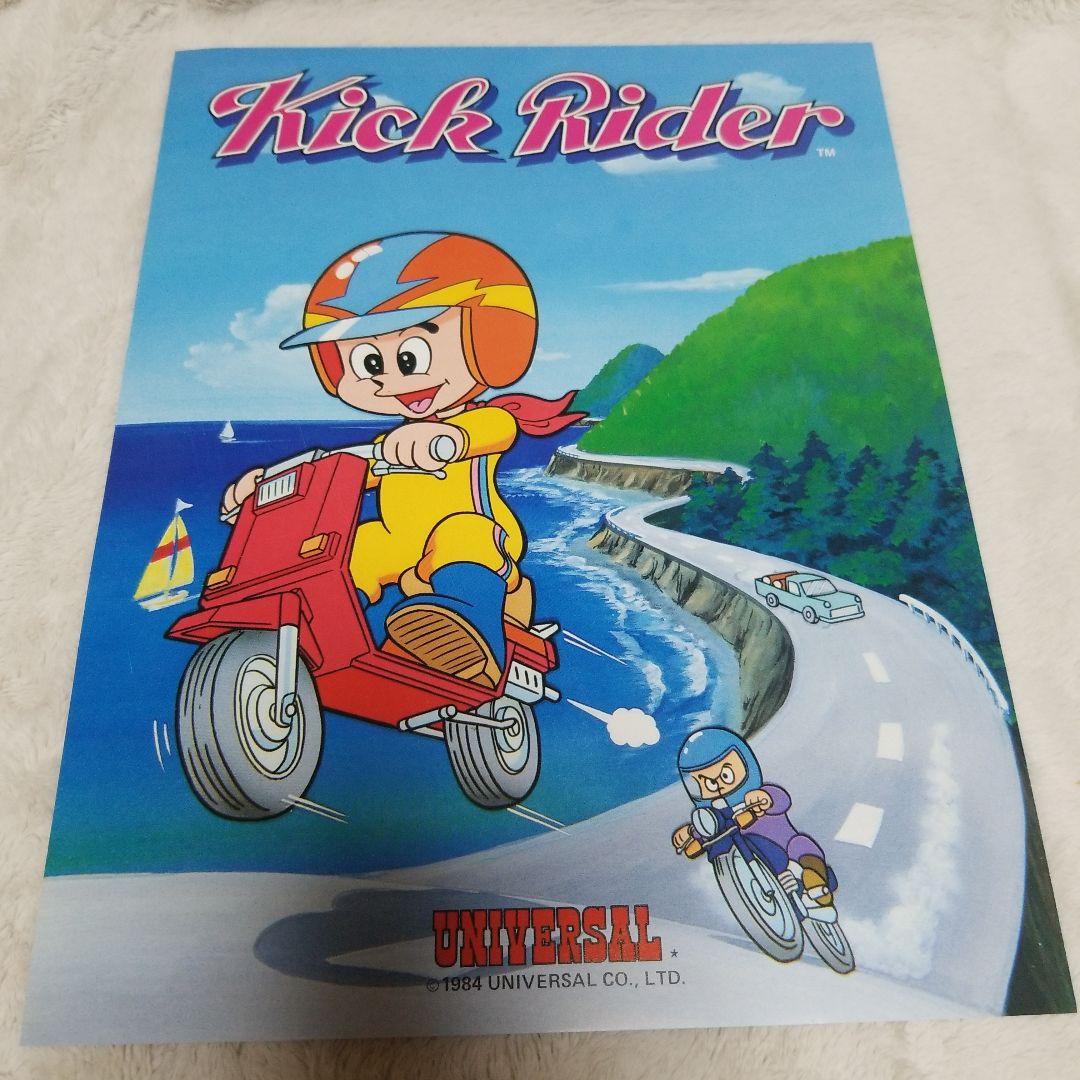 Kick Rider TM
UNIVERSAL
©1984 UNIVERSAL CO., LTD.